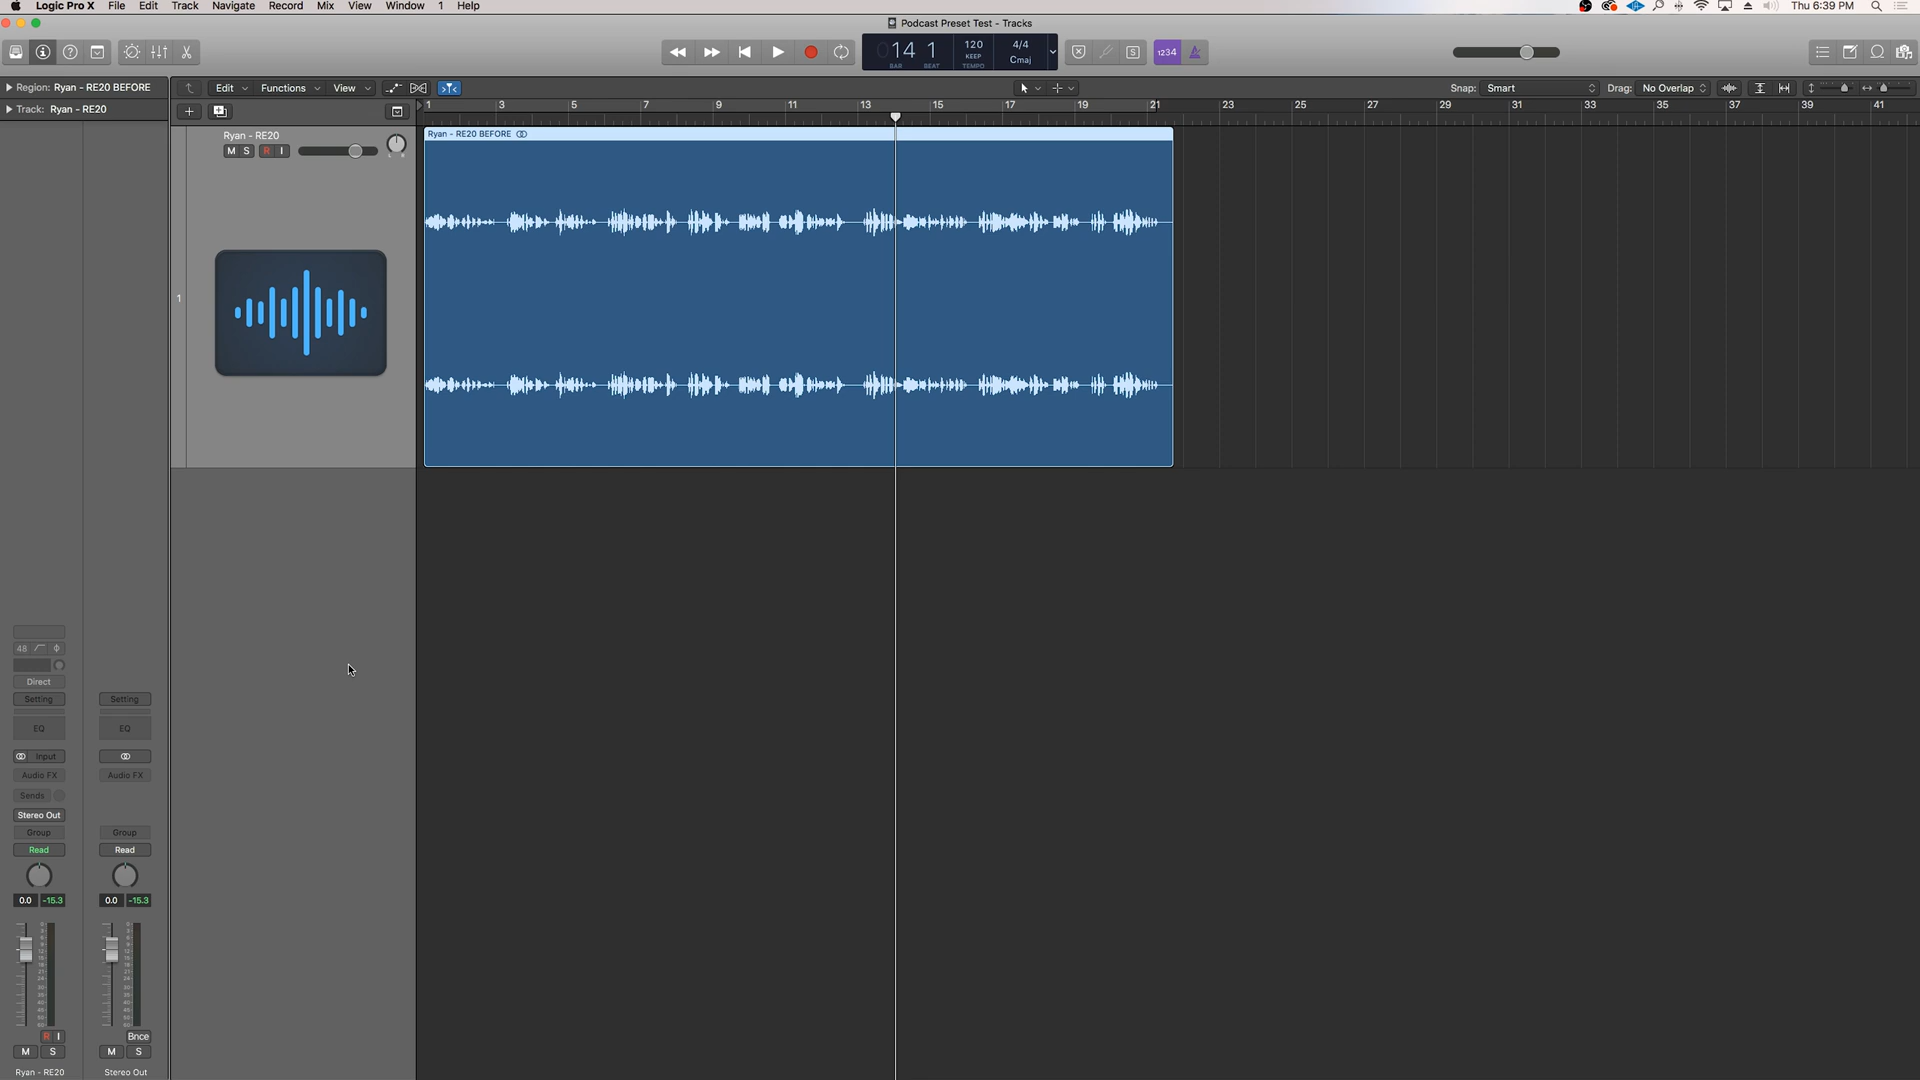 Logic Pro X File Edit Track Navigate Record Mix View Window 1 Help Thu 6:39 PM
Podcast Preset Test - Tracks
14 1 120 KEEP 4/4 Cmaj 1234
BAR BEAT TEMPO
Region: Ryan - RE20 BEFORE Edit Functions View Snap: Smart Drag: No Overlap
Track: Ryan - RE20
1 3 5 7 9 11 13 15 17 19 21 23 25 27 29 31 33 35 37 39 41
Ryan - RE20
M S R I
Ryan - RE20 BEFORE
1
48
Direct
Setting Setting
EQ EQ
Input
Audio FX Audio FX
Sends
Stereo Out
Group Group
Read Read
0.0 -15.3 0.0 -15.3
R I Bnce
M S M S
Ryan - RE20 Stereo Out